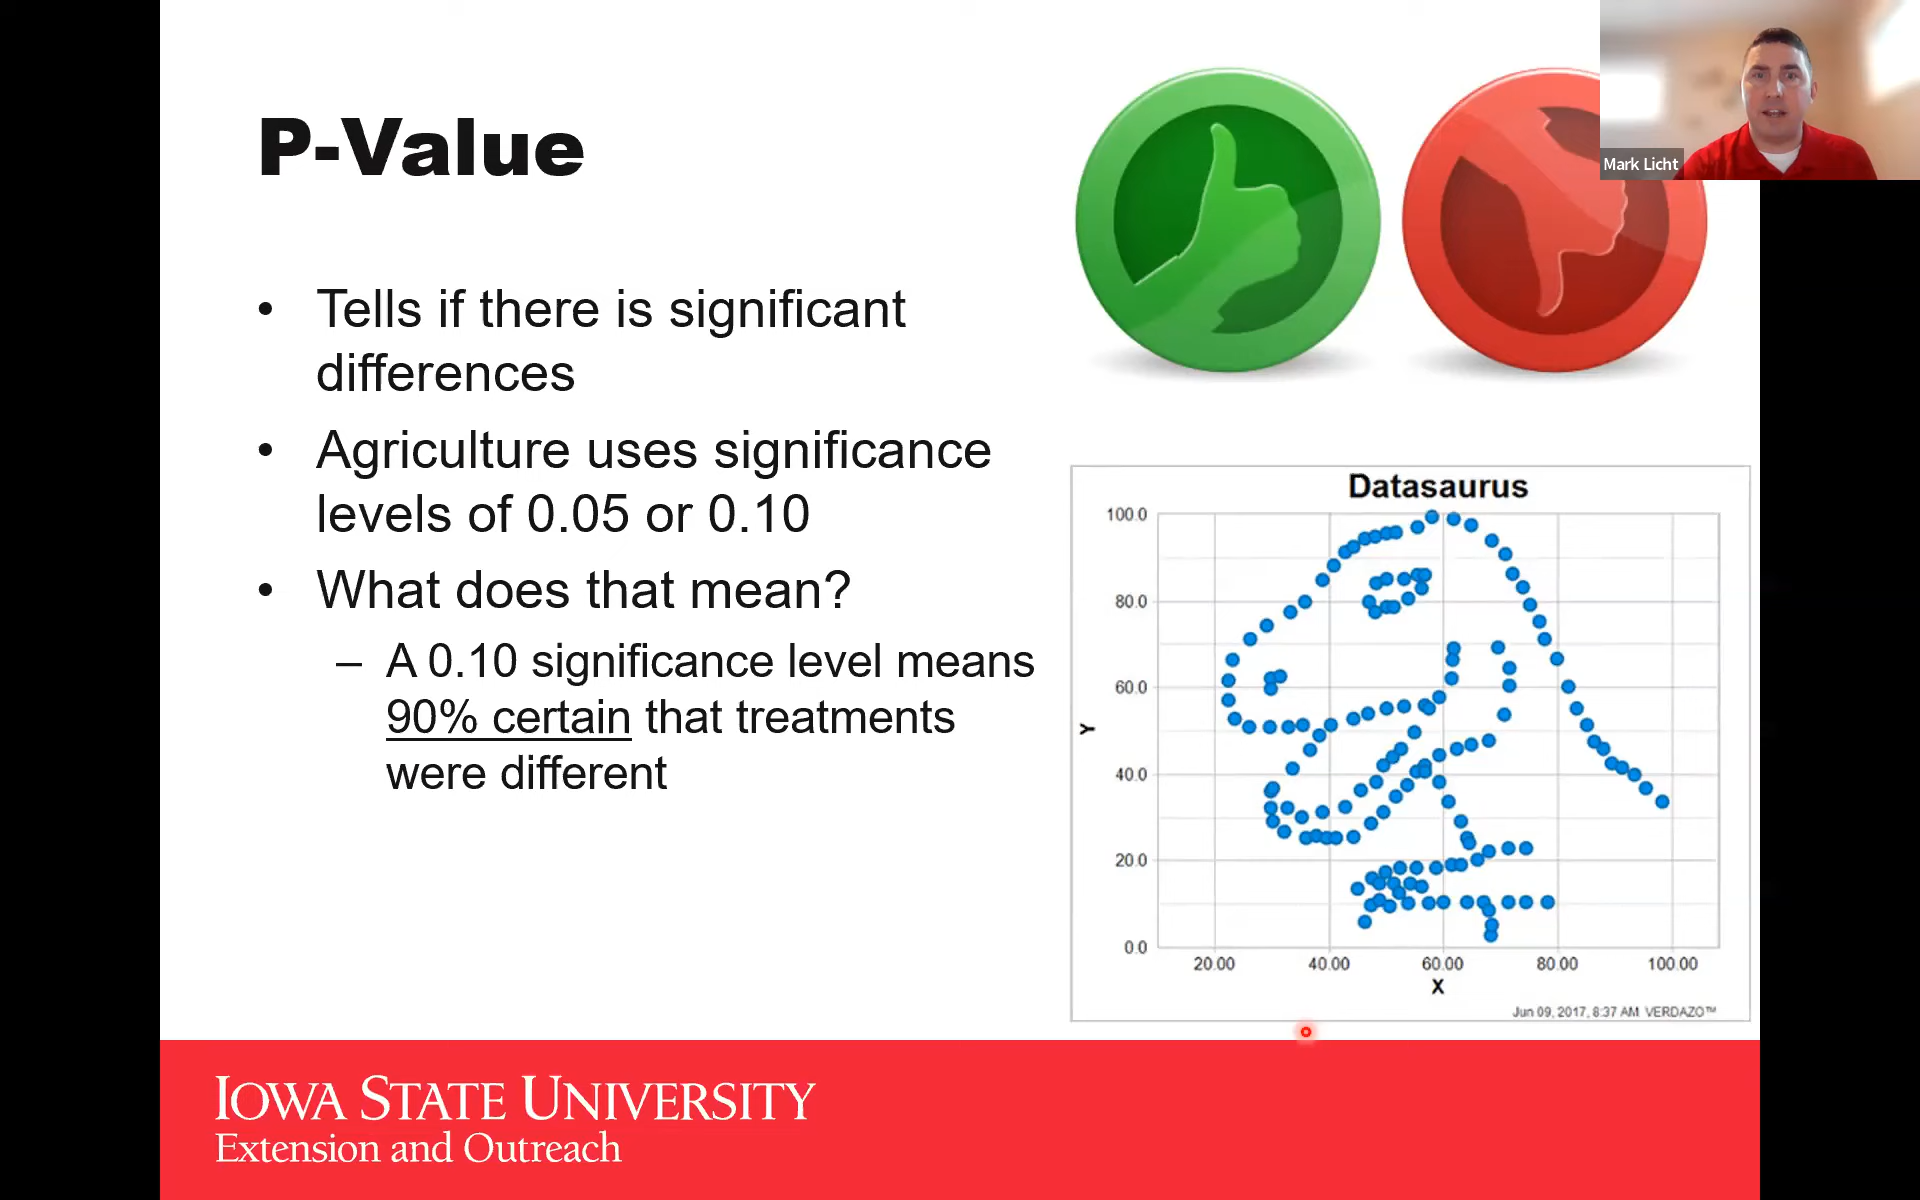 P-Value
• Tells if there is significant
differences
• Agriculture uses significance
levels of 0.05 or 0.10
• What does that mean?
– A 0.10 significance level means
90% certain that treatments
were different
Mark Licht
Datasaurus
100.0
80.0
60.0
40.0
20.0
0.0
Y
20.00 40.00 60.00 80.00 100.00
X
Jun 09, 2017, 8:37 AM VERDAZO™
IOWA STATE UNIVERSITY
Extension and Outreach